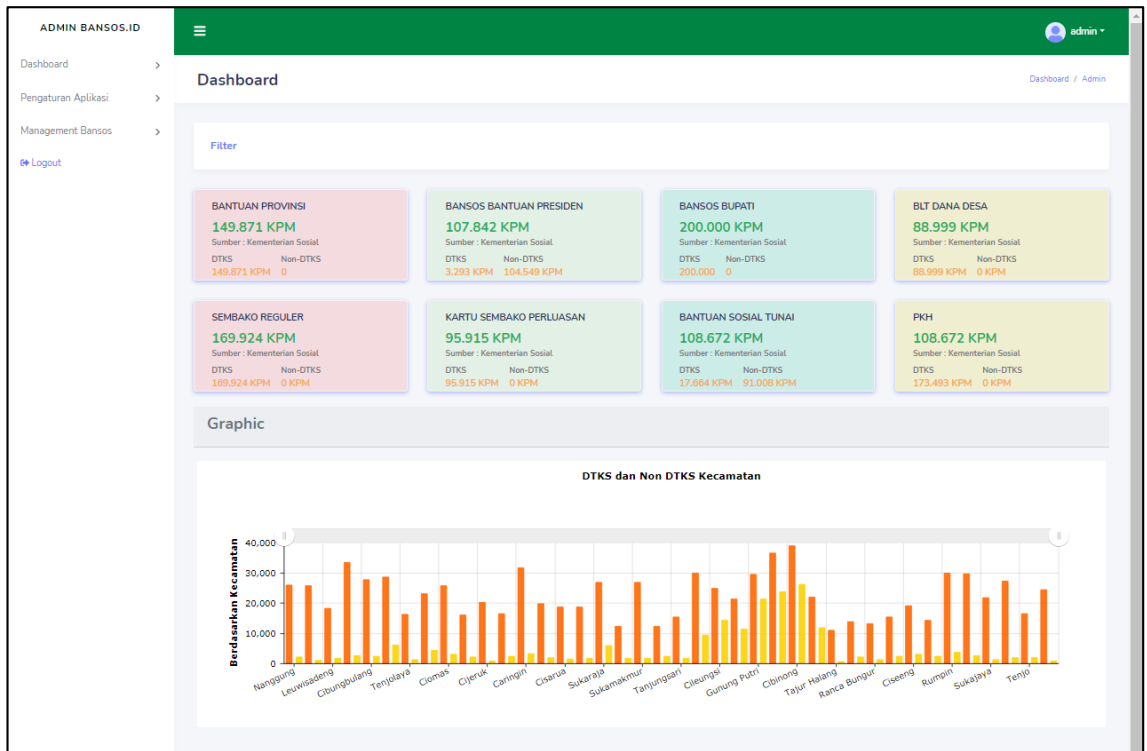 ADMIN BANSOS.ID
admin
Dashboard
Pengaturan Aplikasi
Management Bansos
Logout
Dashboard
Dashboard / Admin
Filter
BANTUAN PROVINSI
149.871 KPM
Sumber : Kementerian Sosial
DTKS Non-DTKS
149.871 KPM 0
BANSOS BANTUAN PRESIDEN
107.842 KPM
Sumber : Kementerian Sosial
DTKS Non-DTKS
3.293 KPM 104.549 KPM
BANSOS BUPATI
200.000 KPM
Sumber : Kementerian Sosial
DTKS Non-DTKS
200.000 0
BLT DANA DESA
88.999 KPM
Sumber : Kementerian Sosial
DTKS Non-DTKS
88.999 KPM 0 KPM
SEMBAKO REGULER
169.924 KPM
Sumber : Kementerian Sosial
DTKS Non-DTKS
169.924 KPM 0 KPM
KARTU SEMBAKO PERLUASAN
95.915 KPM
Sumber : Kementerian Sosial
DTKS Non-DTKS
95.915 KPM 0 KPM
BANTUAN SOSIAL TUNAI
108.672 KPM
Sumber : Kementerian Sosial
DTKS Non-DTKS
17.664 KPM 91.008 KPM
PKH
108.672 KPM
Sumber : Kementerian Sosial
DTKS Non-DTKS
173.493 KPM 0 KPM
Graphic
DTKS dan Non DTKS Kecamatan
Berdasarkan Kecamatan
40,000
30,000
20,000
10,000
0
Nanggung
Leuwisadeng
Cibungbulang
Tenjolaya
Ciomas
Cijeruk
Caringin
Cisarua
Sukaraja
Sukamakmur
Tanjungsari
Cileungsi
Gunung Putri
Cibinong
Tajur Halang
Ranca Bungur
Ciseeng
Rumpin
Sukajaya
Tenjo